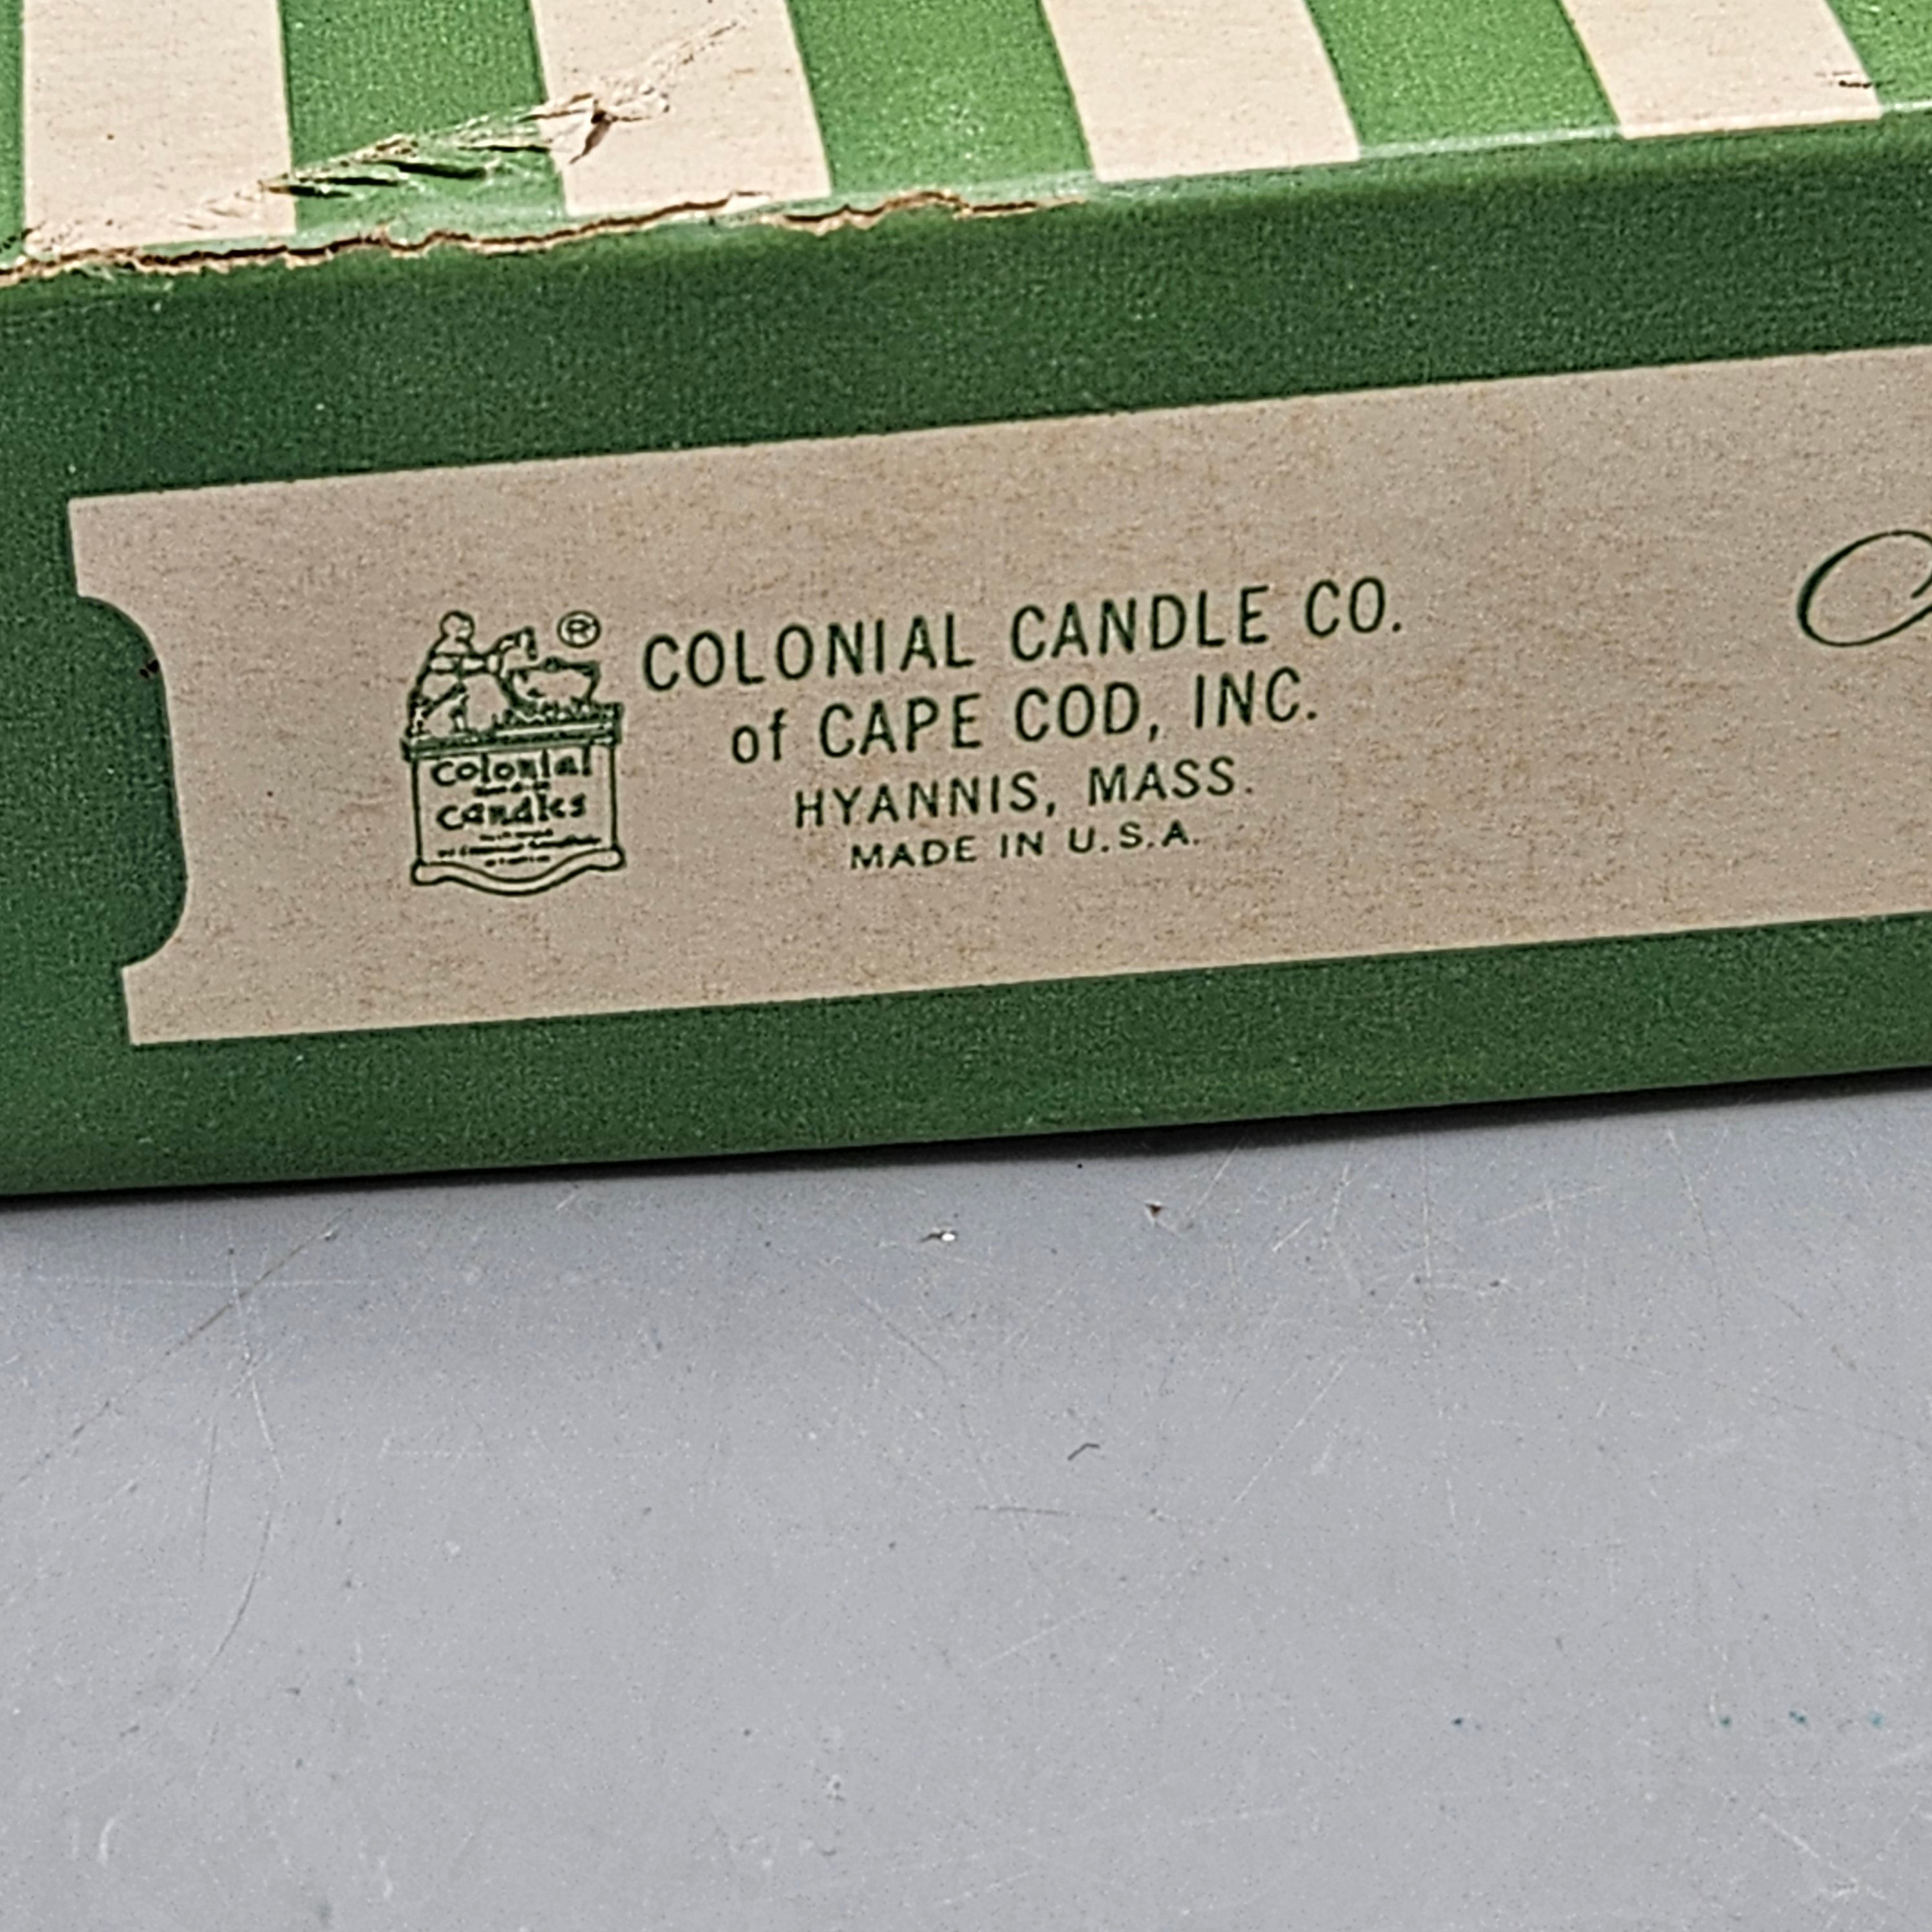 ®
COLONIAL CANDLE CO.
of CAPE COD, INC.
HYANNIS, MASS.
MADE IN U.S.A.
Colonial
Candles